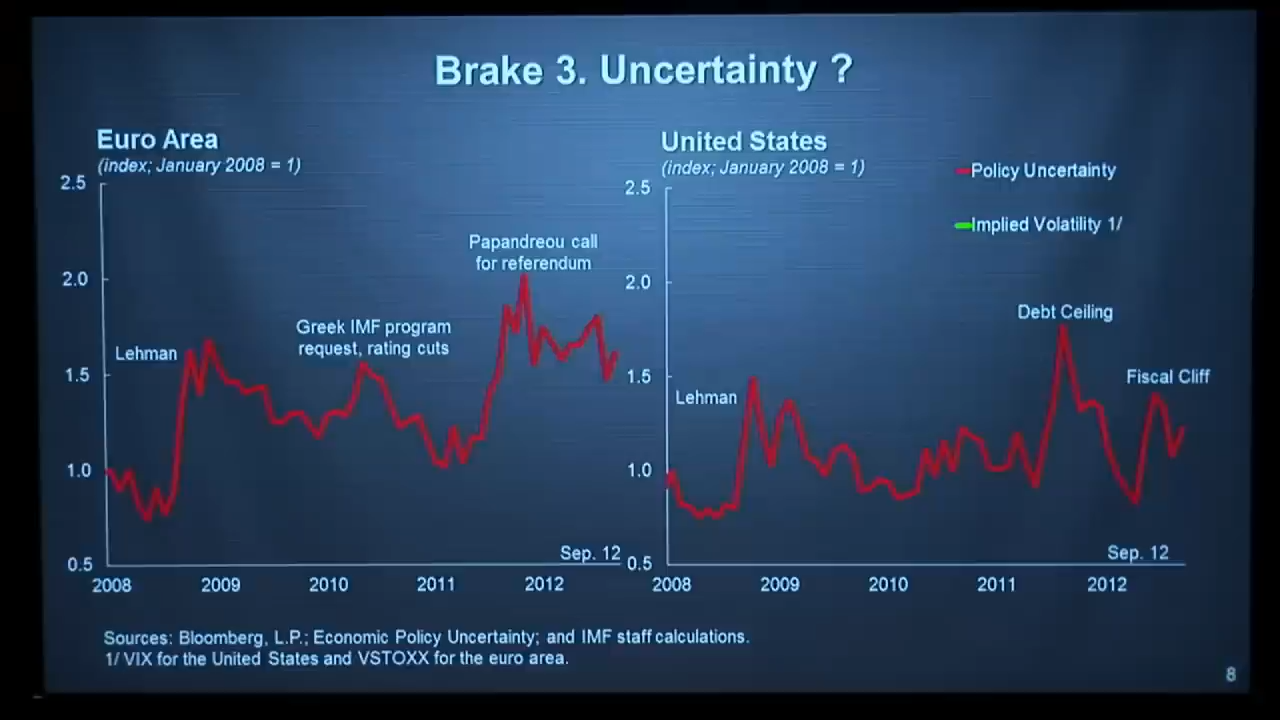 Brake 3. Uncertainty ?
Euro Area
(index; January 2008 = 1)
2.5
2.0
1.5
1.0
0.5
Lehman
Greek IMF program
request, rating cuts
Papandreou call
for referendum
Sep. 12
2008
2009
2010
2011
2012
United States
(index; January 2008 = 1)
Policy Uncertainty
Implied Volatility 1/
2.5
2.0
1.5
1.0
0.5
Lehman
Debt Ceiling
Fiscal Cliff
Sep. 12
2008
2009
2010
2011
2012
Sources: Bloomberg, L.P.; Economic Policy Uncertainty; and IMF staff calculations.
1/ VIX for the United States and VSTOXX for the euro area.
8